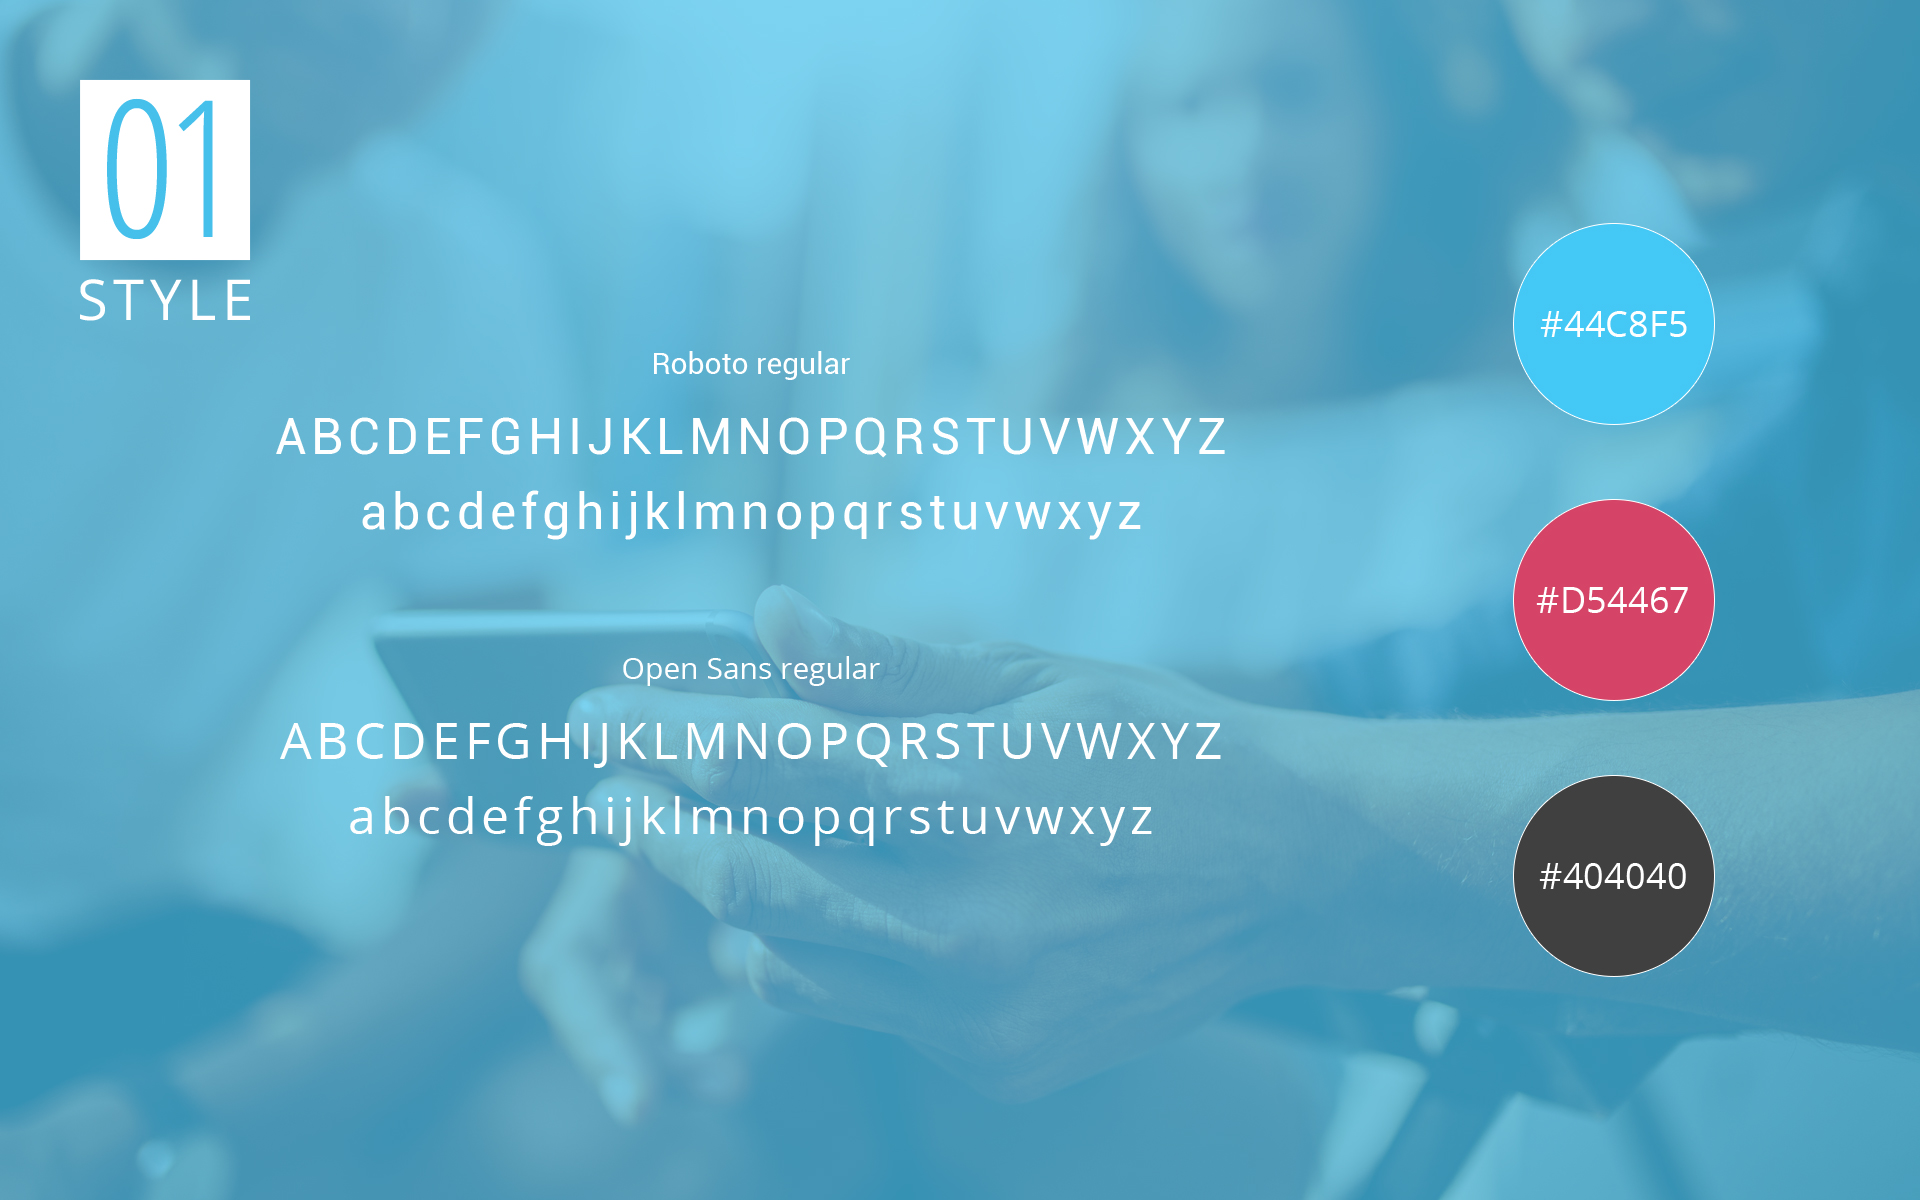 01
STYLE
Roboto regular
ABCDEFGHIJKLMNOPQRSTUVWXYZ
abcdefghijklmnopqrstuvwxyz
Open Sans regular
ABCDEFGHIJKLMNOPQRSTUVWXYZ
abcdefghijklmnopqrstuvwxyz
#44C8F5
#D54467
#404040